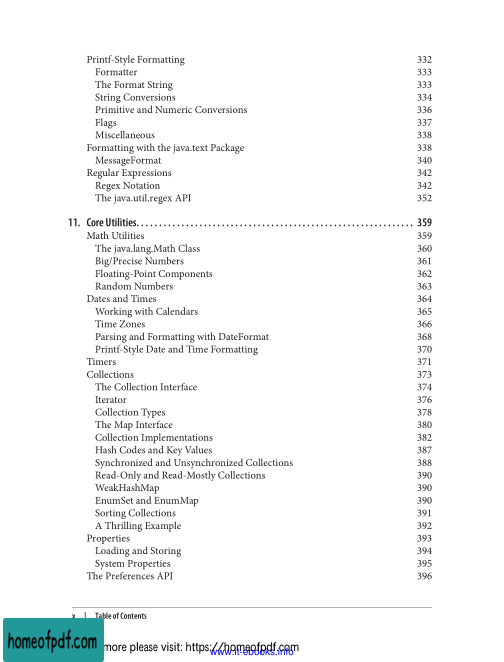 Printf-Style Formatting 332
Formatter 333
The Format String 333
String Conversions 334
Primitive and Numeric Conversions 336
Flags 337
Miscellaneous 338
Formatting with the java.text Package 338
MessageFormat 340
Regular Expressions 342
Regex Notation 342
The java.util.regex API 352
11. Core Utilities. . . . . . . . . . . . . . . . . . . . . . . . . . . . . . . . . . . . . . . . . . . . . . . . . . . . . . . . . . . . . . . . 359
Math Utilities 359
The java.lang.Math Class 360
Big/Precise Numbers 361
Floating-Point Components 362
Random Numbers 363
Dates and Times 364
Working with Calendars 365
Time Zones 366
Parsing and Formatting with DateFormat 368
Printf-Style Date and Time Formatting 370
Timers 371
Collections 373
The Collection Interface 374
Iterator 376
Collection Types 378
The Map Interface 380
Collection Implementations 382
Hash Codes and Key Values 387
Synchronized and Unsynchronized Collections 388
Read-Only and Read-Mostly Collections 390
WeakHashMap 390
EnumSet and EnumMap 390
Sorting Collections 391
A Thrilling Example 392
Properties 393
Loading and Storing 394
System Properties 395
The Preferences API 396
x | Table of Contents
homeofpdf.com
more please visit: https://homeofpdf.com
www.it-ebooks.info